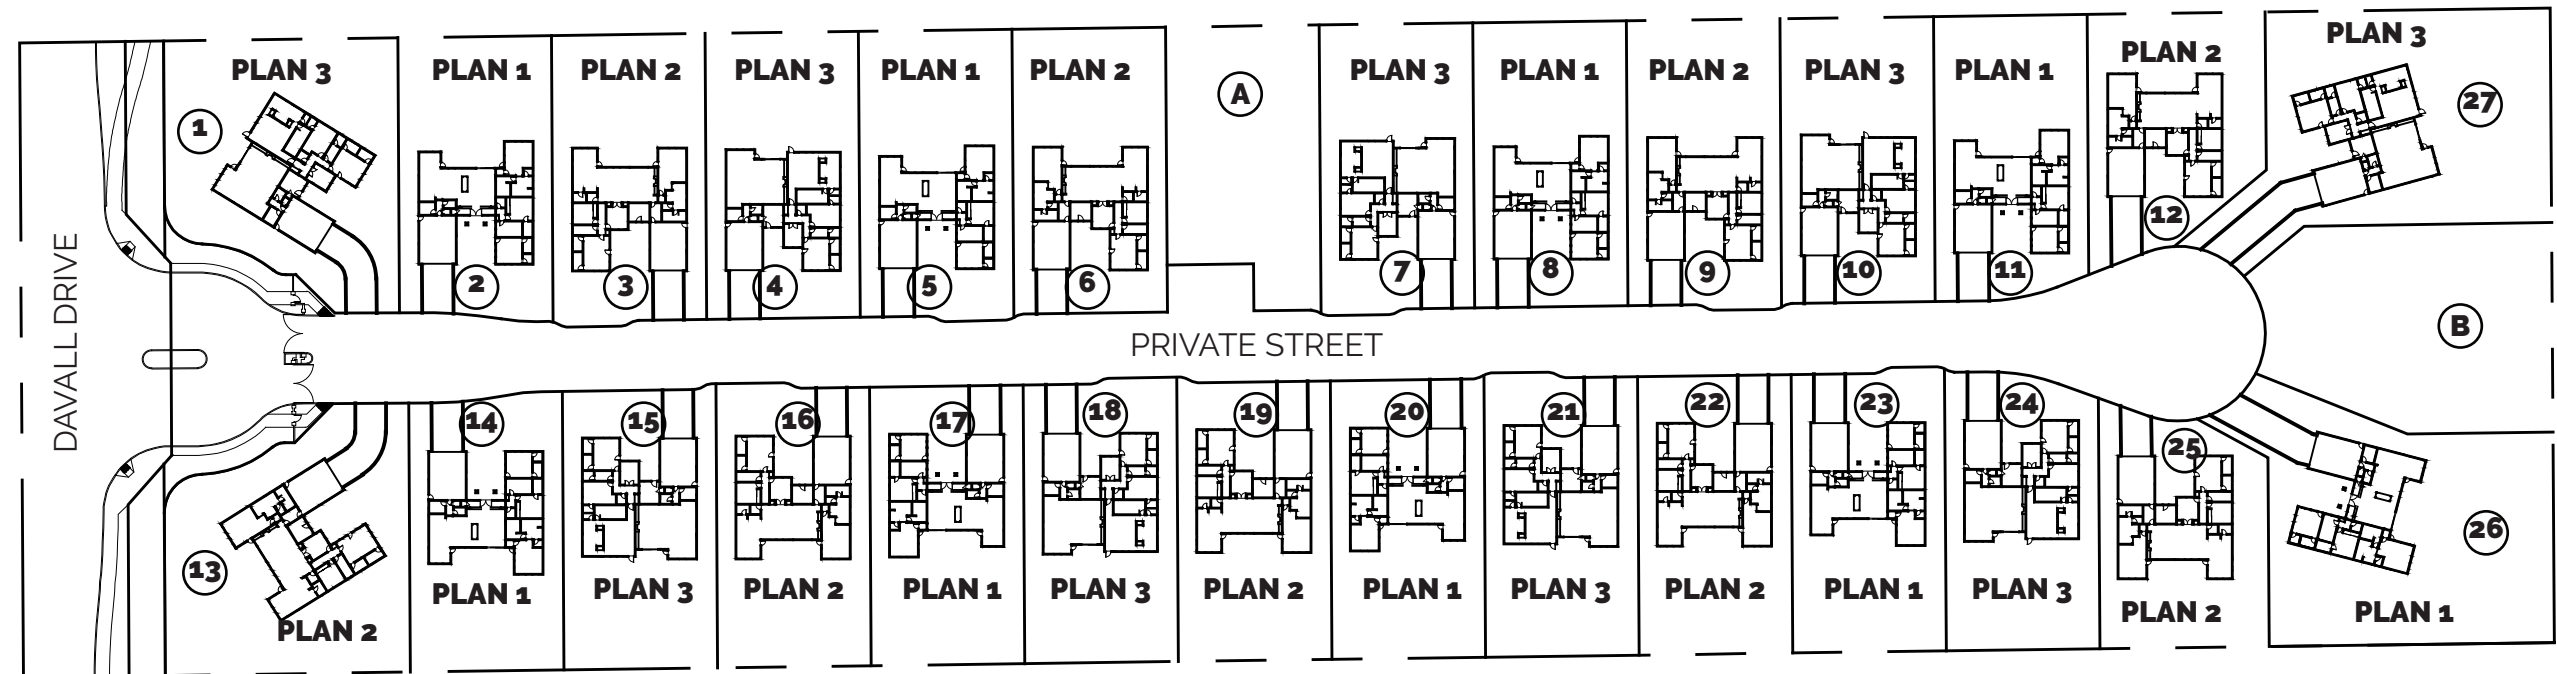 PLAN 3
PLAN 1
PLAN 2
PLAN 3
PLAN 1
PLAN 2
A
PLAN 3
PLAN 1
PLAN 2
PLAN 3
PLAN 1
PLAN 2
PLAN 3
1
2
3
4
5
6
7
8
9
10
11
12
27
DAVALL DRIVE
PRIVATE STREET
B
13
14
15
16
17
18
19
20
21
22
23
24
25
26
PLAN 2
PLAN 1
PLAN 3
PLAN 2
PLAN 1
PLAN 3
PLAN 2
PLAN 1
PLAN 3
PLAN 2
PLAN 1
PLAN 3
PLAN 2
PLAN 1